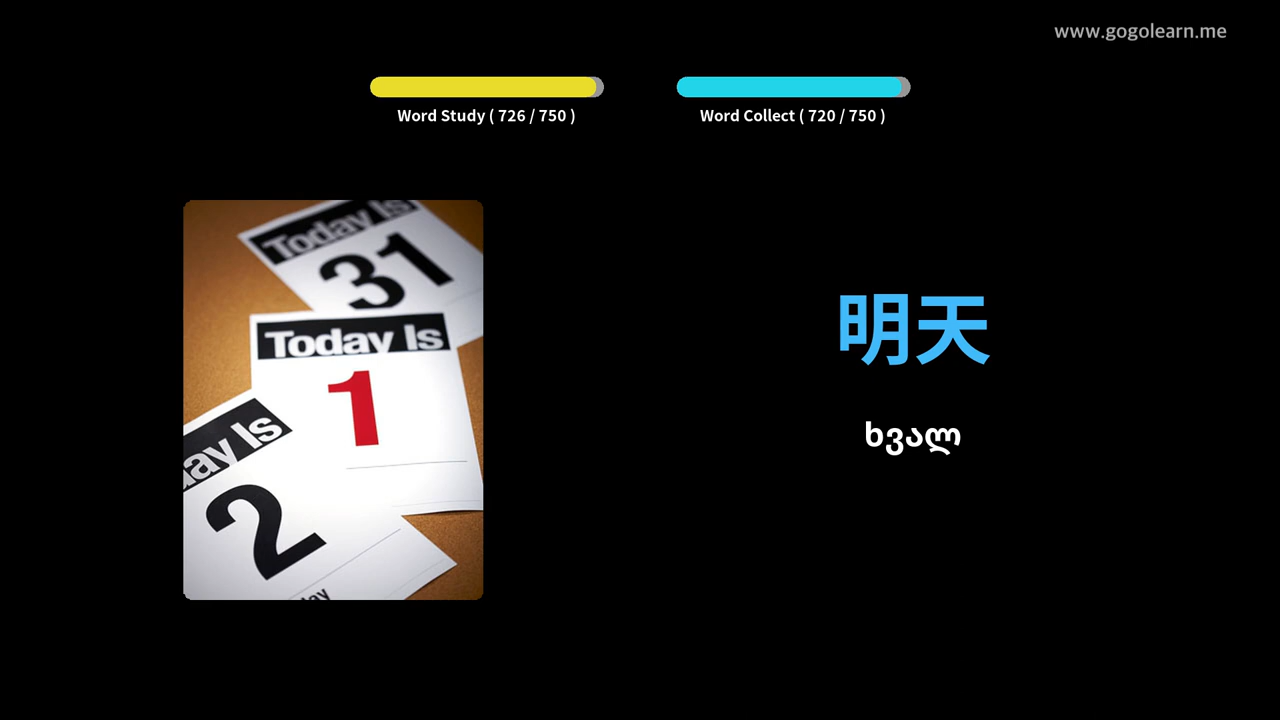 www.gogolearn.me
Word Study ( 726 / 750 )
Word Collect ( 720 / 750 )
Today Is
31
Today Is
1
ay Is
2
明天
ხვალ